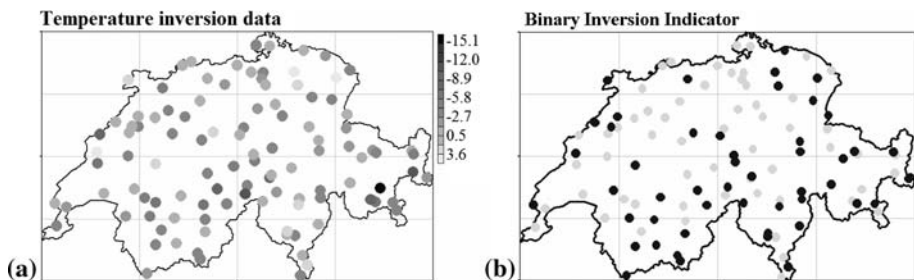 Temperature inversion data
-15.1
-12.0
-8.9
-5.8
-2.7
0.5
3.6
(a)
Binary Inversion Indicator
(b)